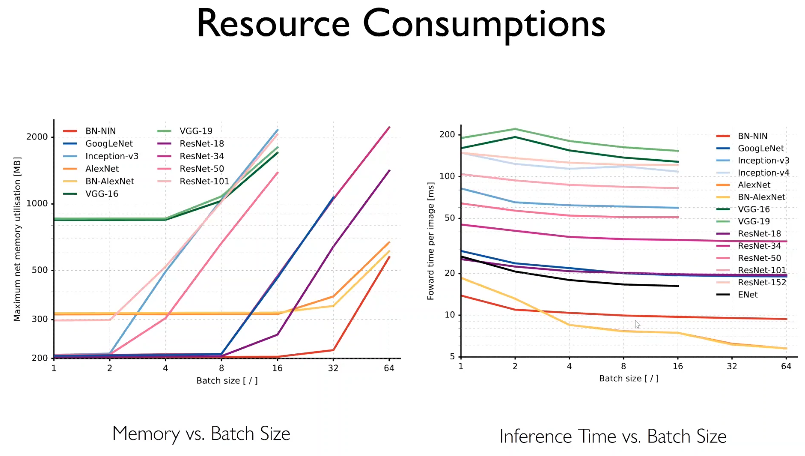 Resource Consumptions
BN-NIN
GoogLeNet
Inception-v3
AlexNet
BN-AlexNet
VGG-16
VGG-19
ResNet-18
ResNet-34
ResNet-50
ResNet-101
Maximum net memory utilisation [MB]
2000
1000
500
300
200
1 2 4 8 16 32 64
Batch size [ / ]
Memory vs. Batch Size
BN-NIN
GoogLeNet
Inception-v3
Inception-v4
AlexNet
BN-AlexNet
VGG-16
VGG-19
ResNet-18
ResNet-34
ResNet-50
ResNet-101
ResNet-152
ENet
Foward time per image [ms]
200
100
50
20
10
5
1 2 4 8 16 32 64
Batch size [ / ]
Inference Time vs. Batch Size